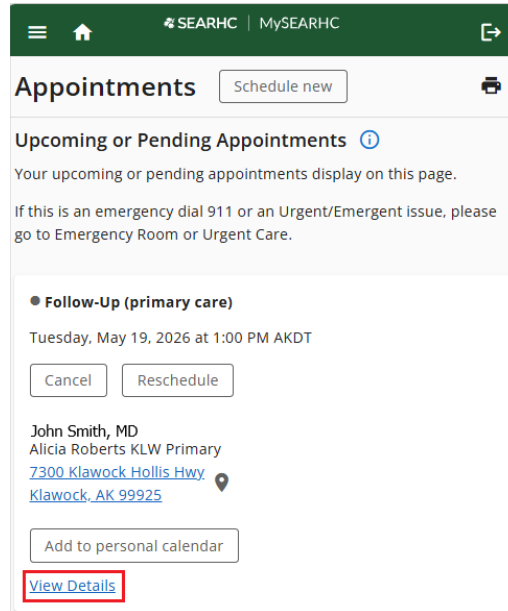 SEARHC | MySEARHC
Appointments Schedule new
Upcoming or Pending Appointments
Your upcoming or pending appointments display on this page.
If this is an emergency dial 911 or an Urgent/Emergent issue, please
go to Emergency Room or Urgent Care.
Follow-Up (primary care)
Tuesday, May 19, 2026 at 1:00 PM AKDT
Cancel Reschedule
John Smith, MD
Alicia Roberts KLW Primary
7300 Klawock Hollis Hwy
Klawock, AK 99925
Add to personal calendar
View Details